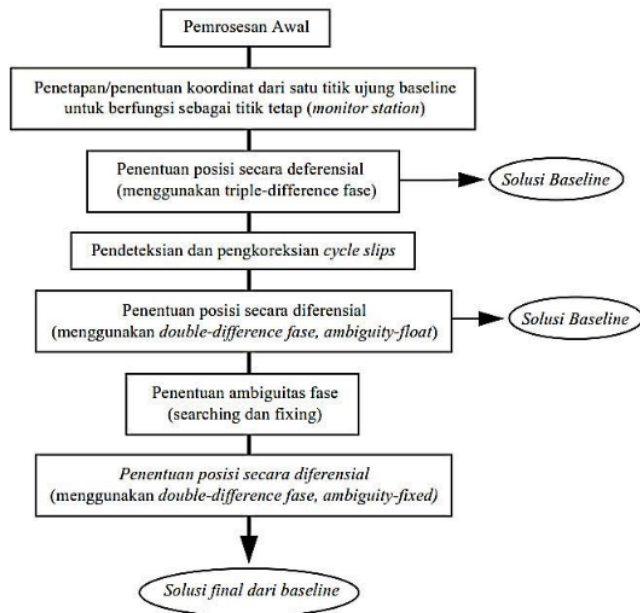 Pemrosesan Awal
Penetapan/penentuan koordinat dari satu titik ujung baseline
untuk berfungsi sebagai titik tetap (monitor station)
Penentuan posisi secara deferensial
(menggunakan triple-difference fase)
Solusi Baseline
Pendeteksian dan pengkoreksian cycle slips
Penentuan posisi secara diferensial
(menggunakan double-difference fase, ambiguity-float)
Solusi Baseline
Penentuan ambiguitas fase
(searching dan fixing)
Penentuan posisi secara diferensial
(menggunakan double-difference fase, ambiguity-fixed)
Solusi final dari baseline